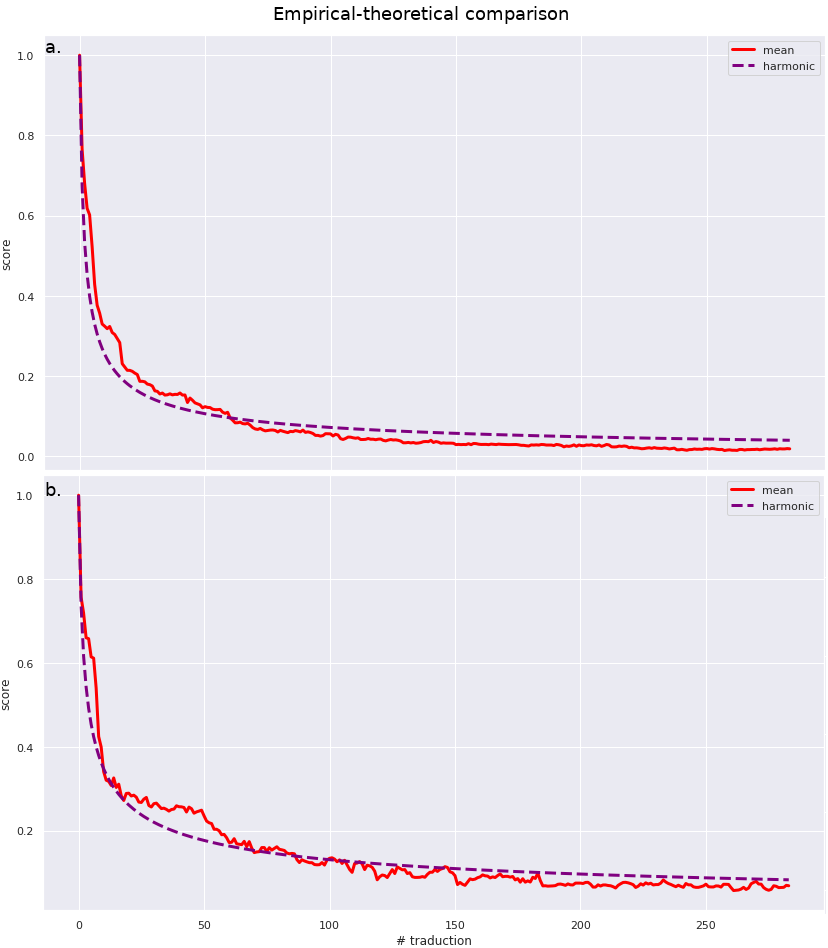 Empirical-theoretical comparison
a.
mean
harmonic
1.0
0.8
0.6
0.4
0.2
0.0
score
b.
mean
harmonic
1.0
0.8
0.6
0.4
0.2
score
0 50 100 150 200 250
# traduction